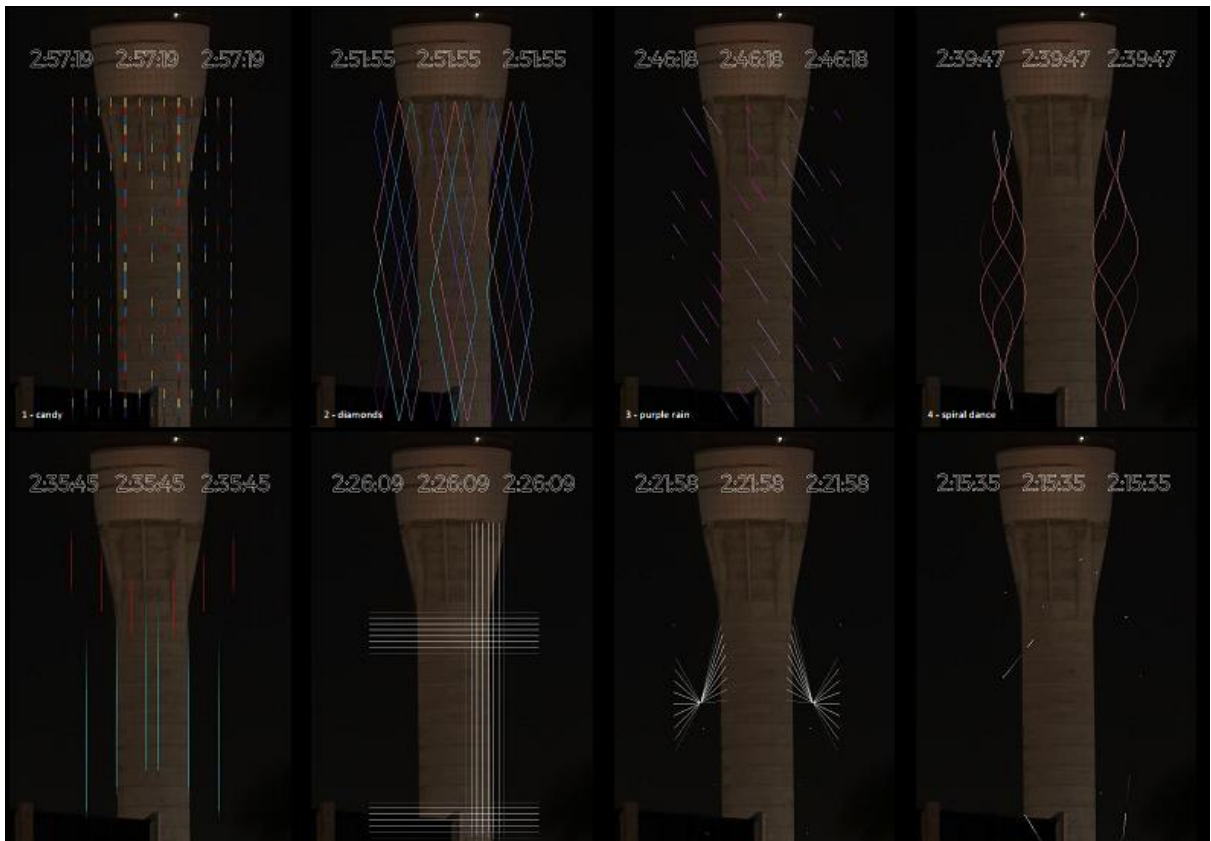 2:57:19 2:57:19 2:57:19
2:51:55 2:51:55 2:51:55
2:46:18 2:46:18 2:46:18
2:39:47 2:39:47 2:39:47
1 - candy
2 - diamonds
3 - purple rain
4 - spiral dance
2:35:45 2:35:45 2:35:45
2:26:09 2:26:09 2:26:09
2:21:58 2:21:58 2:21:58
2:15:35 2:15:35 2:15:35